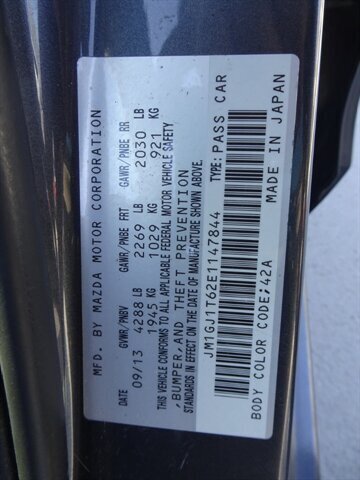 MFD. BY MAZDA MOTOR CORPORATION
DATE GVWR/PNBV GAWR/PNBE FRT GAWR/PNBE RR
09/13 4288 LB 2269 LB 2030 LB
1945 KG 1029 KG 921 KG
THIS VEHICLE CONFORMS TO ALL APPLICABLE FEDERAL MOTOR VEHICLE SAFETY
,BUMPER, AND THEFT PREVENTION
STANDARDS IN EFFECT ON THE DATE OF MANUFACTURE SHOWN ABOVE.
JM1GJ1T62E1147844 TYPE: PASS CAR
BODY COLOR CODE:42A MADE IN JAPAN